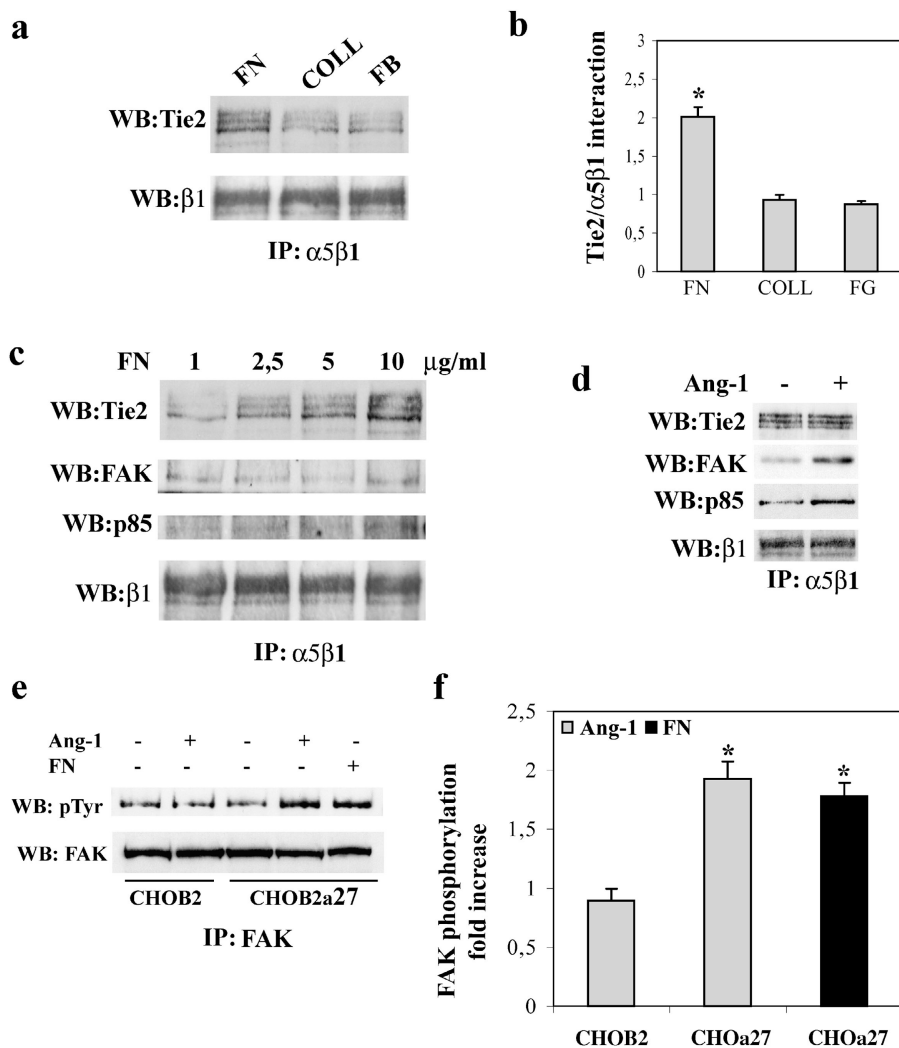 a
FN COLL FB
WB:Tie2
WB:β1
IP: α5β1
b
Tie2/α5β1 interaction
3
2,5
2
1,5
1
0,5
0
*
FN COLL FG
c
FN 1 2,5 5 10 μg/ml
WB:Tie2
WB:FAK
WB:p85
WB:β1
IP: α5β1
d
Ang-1 - +
WB:Tie2
WB:FAK
WB:p85
WB:β1
IP: α5β1
e
Ang-1 - + - + -
FN - - - - +
WB: pTyr
WB: FAK
CHOB2 CHOB2a27
IP: FAK
f
FAK phosphorylation
fold increase
2,5
2
1,5
1
0,5
0
Ang-1 FN
* *
CHOB2 CHOa27 CHOa27